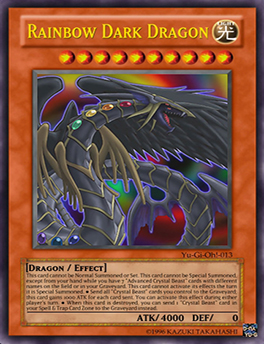 RAINBOW DARK DRAGON
LIGHT
光
Yu-Gi-Oh!-013
[DRAGON / EFFECT]
This card cannot be Normal Summoned or Set. This card cannot be Special Summoned,
except from your hand while you have 7 "Advanced Crystal Beast" cards with different
names on the field or in your Graveyard. This card cannot activate its effects the turn
it is Special Summoned. ● Send all "Crystal Beast" cards you control to the Graveyard:
this card gains 1000 ATK for each card sent. You can activate this effect during either
player's turn. ● When this card is destroyed, you can send 1 "Crystal Beast" card in
your Spell & Trap Card Zone to the Graveyard instead.
ATK/4000 DEF/ 0
©1996 KAZUKI TAKAHASHI